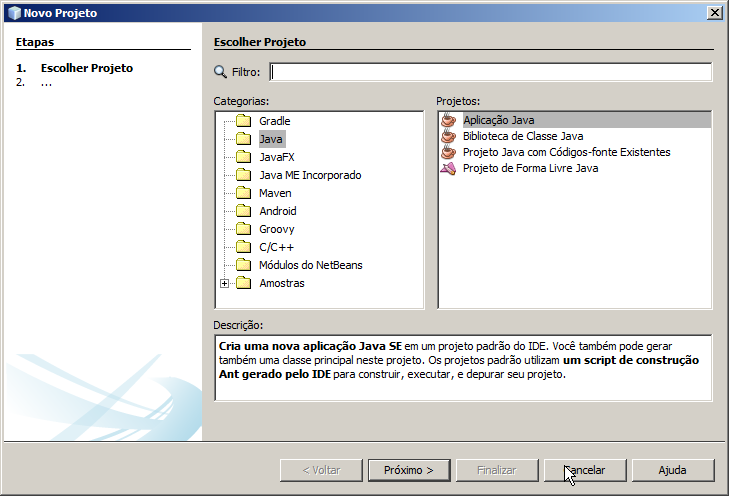 Novo Projeto
Etapas
1. Escolher Projeto
2. ...
Escolher Projeto
Filtro:
Categorias:
Gradle
Java
JavaFX
Java ME Incorporado
Maven
Android
Groovy
C/C++
Módulos do NetBeans
Amostras
Projetos:
Aplicação Java
Biblioteca de Classe Java
Projeto Java com Códigos-fonte Existentes
Projeto de Forma Livre Java
Descrição:
Cria uma nova aplicação Java SE em um projeto padrão do IDE. Você também pode gerar
também uma classe principal neste projeto. Os projetos padrão utilizam um script de construção
Ant gerado pelo IDE para construir, executar, e depurar seu projeto.
< Voltar
Próximo >
Finalizar
Cancelar
Ajuda